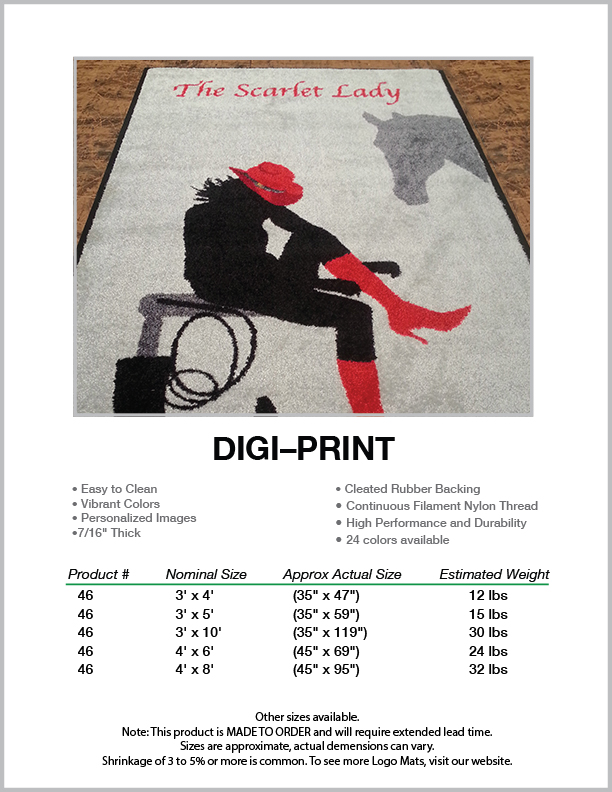 The Scarlet Lady
DIGI–PRINT
• Easy to Clean
• Vibrant Colors
• Personalized Images
•7/16" Thick
• Cleated Rubber Backing
• Continuous Filament Nylon Thread
• High Performance and Durability
• 24 colors available
Product # Nominal Size Approx Actual Size Estimated Weight
46 3' x 4' (35" x 47") 12 lbs
46 3' x 5' (35" x 59") 15 lbs
46 3' x 10' (35" x 119") 30 lbs
46 4' x 6' (45" x 69") 24 lbs
46 4' x 8' (45" x 95") 32 lbs
Other sizes available.
Note: This product is MADE TO ORDER and will require extended lead time.
Sizes are approximate, actual demensions can vary.
Shrinkage of 3 to 5% or more is common. To see more Logo Mats, visit our website.